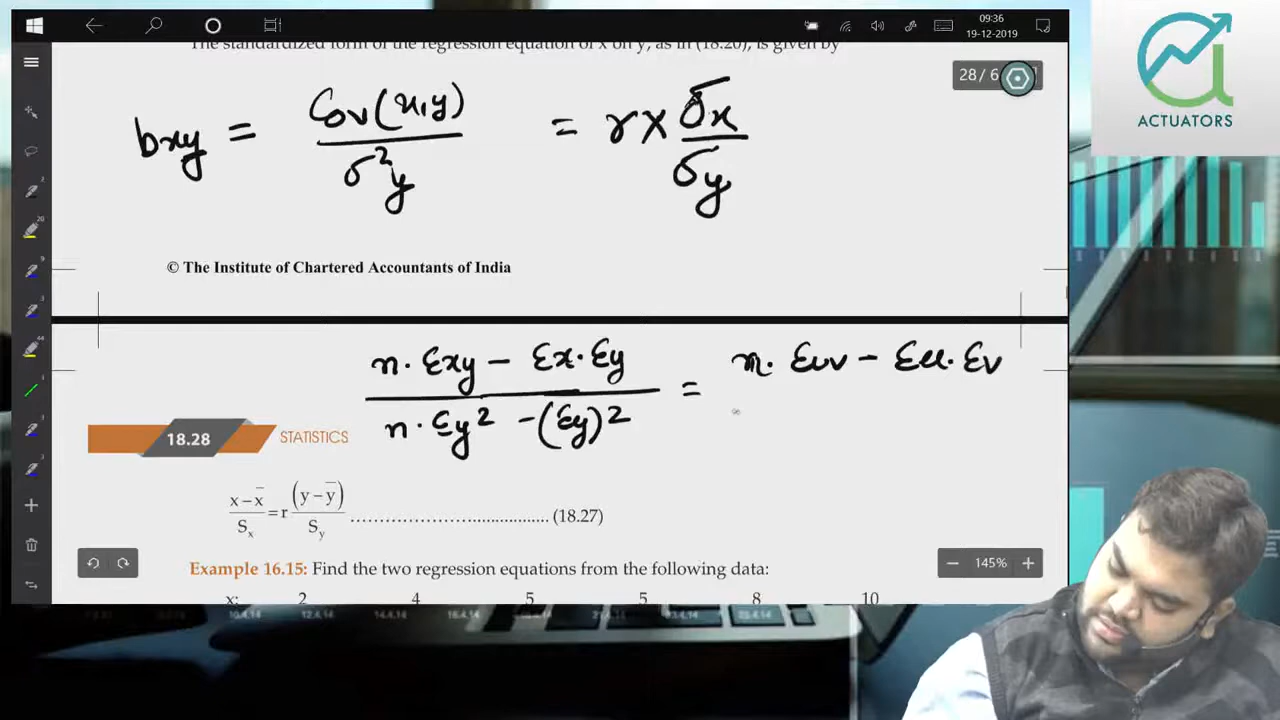 09:36
19-12-2019
The standardized form of the regression equation of x on y, as in (18.20), is given by
28 / 6
ACTUATORS
bxy = Cov(x,y) / σ²y = r × σx / σy
© The Institute of Chartered Accountants of India
n· Σxy − Σx· Σy / n· Σy² − (Σy)² = n· Σuv − Σu· Σv
18.28 STATISTICS
x − x̄ / Sₓ = r (y − ȳ) / Sᵧ ........................................ (18.27)
Example 16.15: Find the two regression equations from the following data:
145%
x: 2 4 5 5 8 10